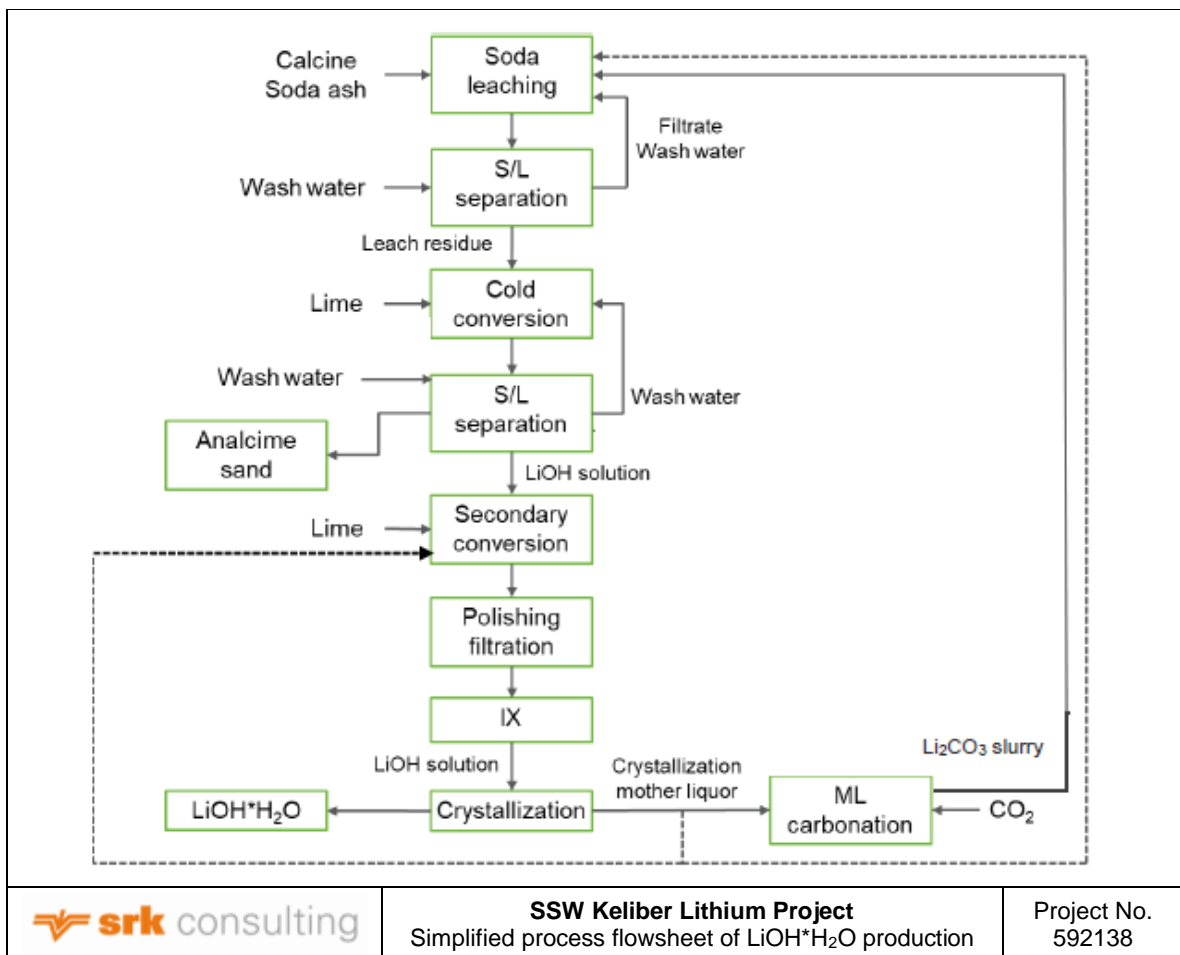 Calcine
Soda ash
Soda
leaching
Filtrate
Wash water
Wash water
S/L
separation
Leach residue
Lime
Cold
conversion
Wash water
S/L
separation
Wash water
Analcime
sand
LiOH solution
Lime
Secondary
conversion
Polishing
filtration
IX
Li₂CO₃ slurry
LiOH solution
Crystallization
mother liquor
LiOH*H₂O
Crystallization
ML
carbonation
CO₂
srk consulting
SSW Keliber Lithium Project
Simplified process flowsheet of LiOH*H₂O production
Project No.
592138